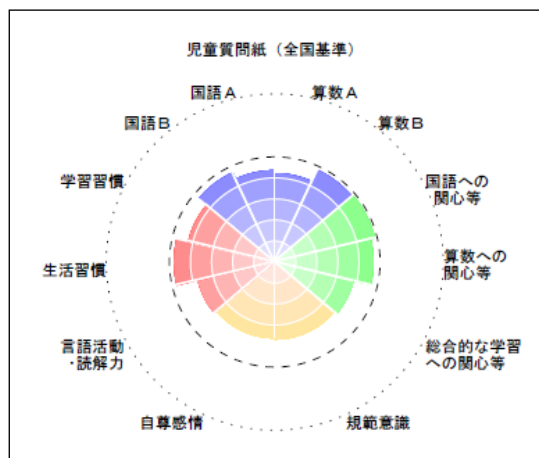 児童質問紙（全国基準）
国語Ａ
算数Ａ
国語Ｂ
算数Ｂ
学習習慣
国語への
関心等
生活習慣
算数への
関心等
言語活動
・読解力
総合的な学習
への関心等
自尊感情
規範意識